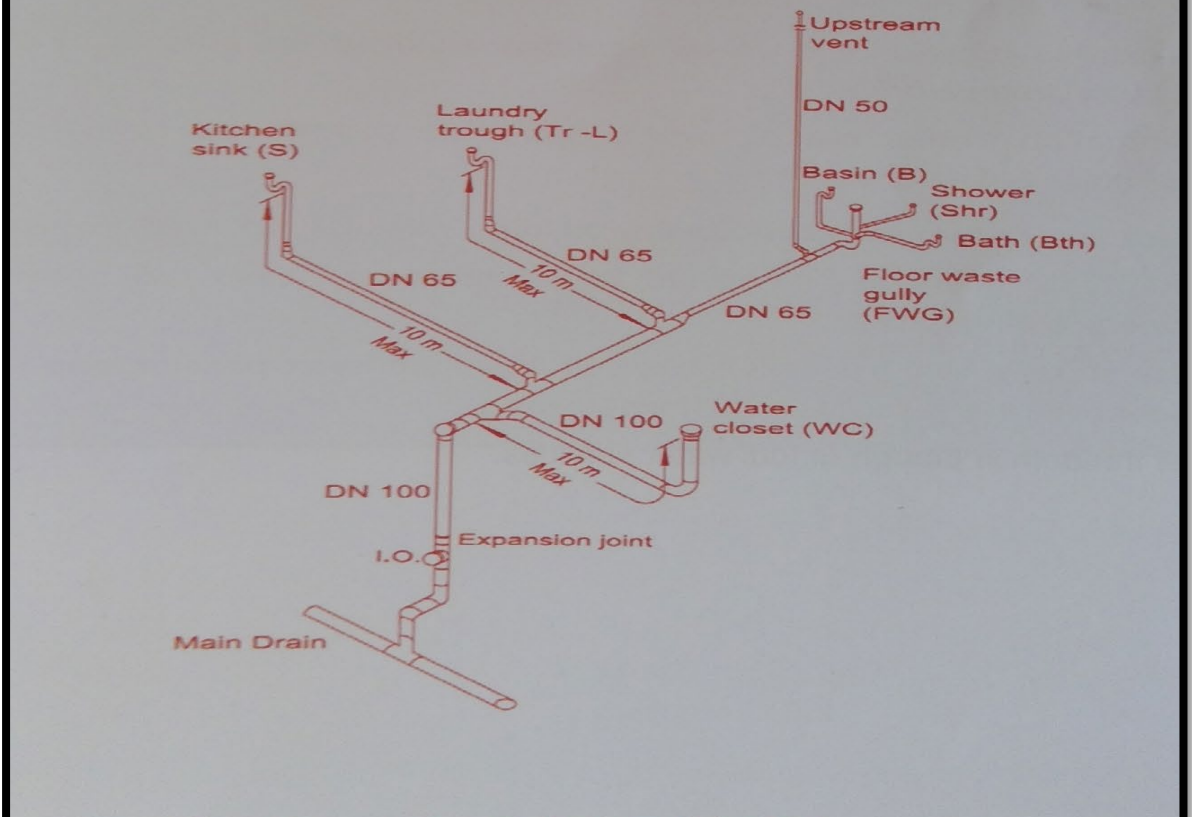 Upstream
vent
DN 50
Laundry
trough (Tr -L)
Kitchen
sink (S)
Basin (B)
Shower
(Shr)
Bath (Bth)
DN 65
10 m
Max
Floor waste
gully
(FWG)
DN 65
DN 65
10 m
Max
Water
closet (WC)
DN 100
10 m
Max
DN 100
Expansion joint
I.O.
Main Drain